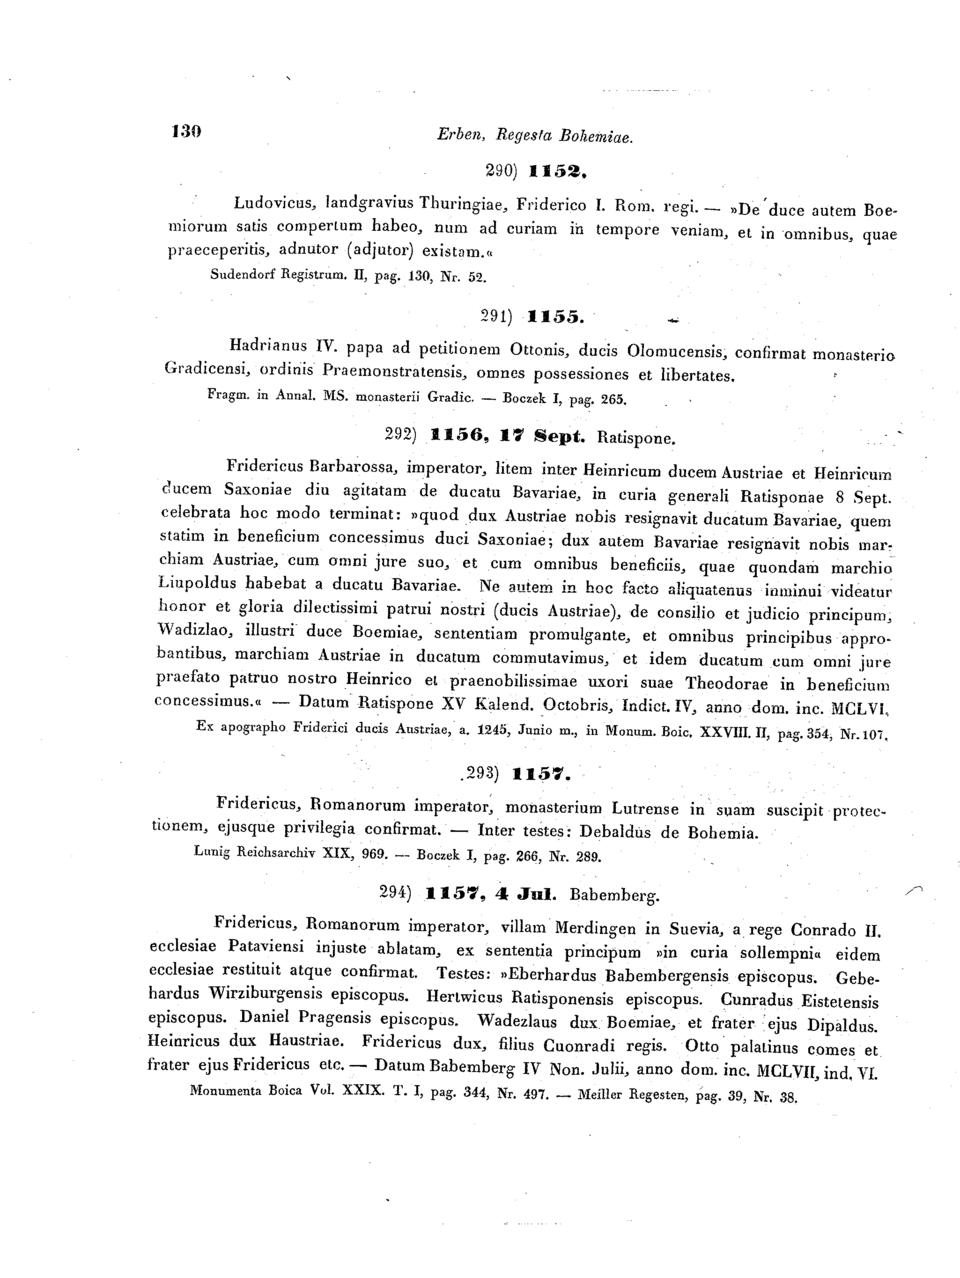 130
Erben, Regesta Bohemiae.
290) 1152.
Ludovicus, landgravius Thuringiae, Friderico I. Rom. regi. — »De duce autem Boe-
miorum satis compertum habeo, num ad curiam in tempore veniam, et in omnibus, quae
praeceperitis, adnutor (adjutor) existam.«
Sudendorf Registrum. II, pag. 130, Nr. 52.
291) 1155.
Hadrianus IV. papa ad petitionem Ottonis, ducis Olomucensis, confirmat monasterio
Gradicensi, ordinis Praemonstratensis, omnes possessiones et libertates.
Fragm. in Annal. MS. monasterii Gradic. — Boczek I, pag. 265.
292) 1156, 17 Sept. Ratispone.
Fridericus Barbarossa, imperator, litem inter Heinricum ducem Austriae et Heinricum
ducem Saxoniae diu agitatam de ducatu Bavariae, in curia generali Ratisponae 8 Sept.
celebrata hoc modo terminat: »quod dux Austriae nobis resignavit ducatum Bavariae, quem
statim in beneficium concessimus duci Saxoniae; dux autem Bavariae resignavit nobis mar-
chiam Austriae, cum omni jure suo, et cum omnibus beneficiis, quae quondam marchio
Liupoldus habebat a ducatu Bavariae. Ne autem in hoc facto aliquatenus inminui videatur
honor et gloria dilectissimi patrui nostri (ducis Austriae), de consilio et judicio principum,
Wadizlao, illustri duce Boemiae, sententiam promulgante, et omnibus principibus appro-
bantibus, marchiam Austriae in ducatum commutavimus, et idem ducatum cum omni jure
praefato patruo nostro Heinrico et praenobilissimae uxori suae Theodorae in beneficium
concessimus.« — Datum Ratispone XV Kalend. Octobris, Indict. IV, anno dom. inc. MCLVI.
Ex apographo Friderici ducis Austriae, a. 1245, Junio m., in Monum. Boic. XXVIII. II, pag. 354, Nr. 107.
293) 1157.
Fridericus, Romanorum imperator, monasterium Lutrense in suam suscipit protec-
tionem, ejusque privilegia confirmat. — Inter testes: Debaldus de Bohemia.
Lunig Reichsarchiv XIX, 969. — Boczek I, pag. 266, Nr. 289.
294) 1157, 4 Jul. Babemberg.
Fridericus, Romanorum imperator, villam Merdingen in Suevia, a rege Conrado II.
ecclesiae Pataviensi injuste ablatam, ex sententia principum »in curia sollempni« eidem
ecclesiae restituit atque confirmat. Testes: »Eberhardus Babembergensis episcopus. Gebe-
hardus Wirziburgensis episcopus. Hertwicus Ratisponensis episcopus. Cunradus Eistetensis
episcopus. Daniel Pragensis episcopus. Wadezlaus dux Boemiae, et frater ejus Dipaldus.
Heinricus dux Haustriae. Fridericus dux, filius Cuonradi regis. Otto palatinus comes et
frater ejus Fridericus etc. — Datum Babemberg IV Non. Julii, anno dom. inc. MCLVII, ind. VI.
Monumenta Boica Vol. XXIX. T. I, pag. 344, Nr. 497. — Meiller Regesten, pag. 39, Nr. 38.